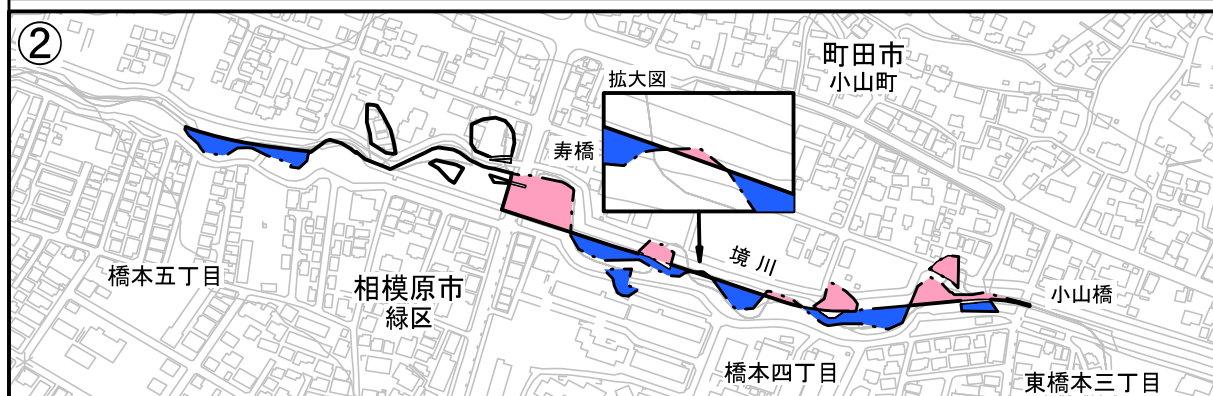 ②
町田市
小山町
拡大図
寿橋
境川
橋本五丁目
相模原市
緑区
小山橋
橋本四丁目
東橋本三丁目